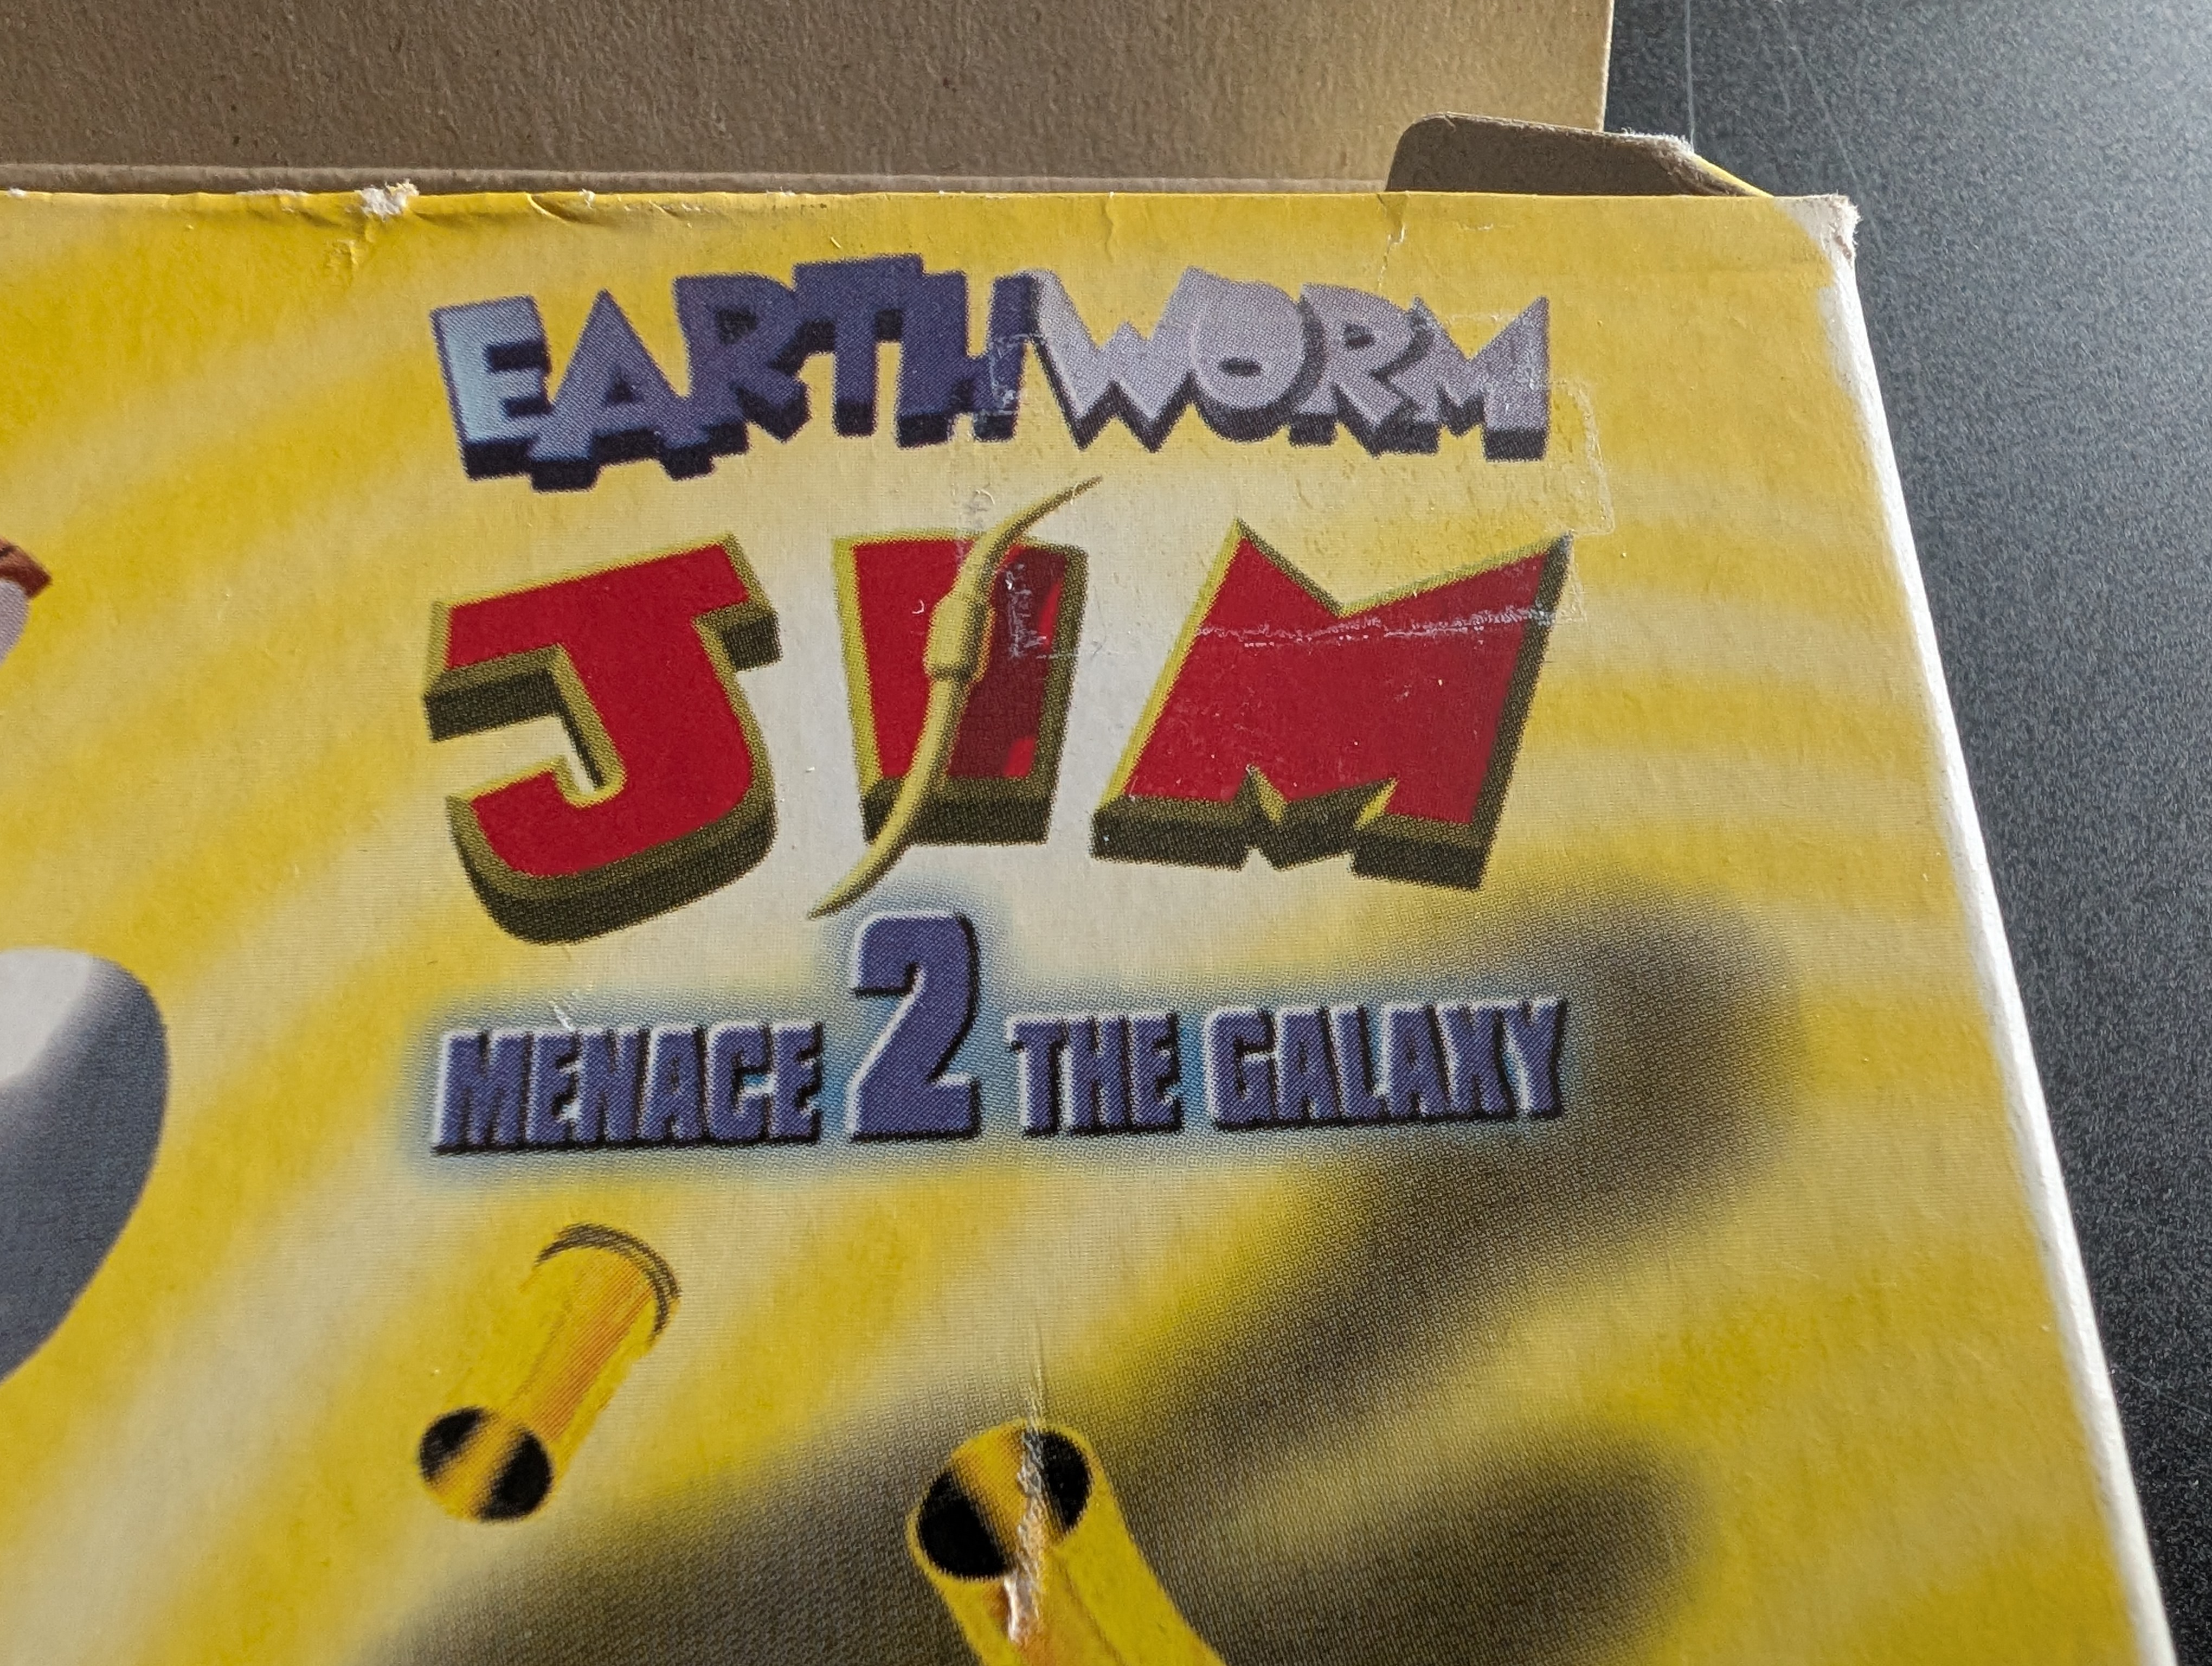 EARTHWORM
JIM
MENACE 2 THE GALAXY